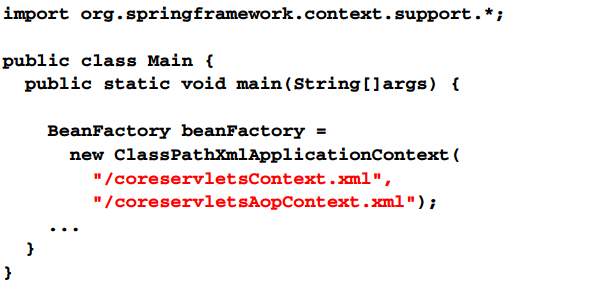 import org.springframework.context.support.*;
public class Main {
public static void main(String[]args) {
BeanFactory beanFactory =
new ClassPathXmlApplicationContext(
"/coreservletsContext.xml",
"/coreservletsAopContext.xml");
...
}
}